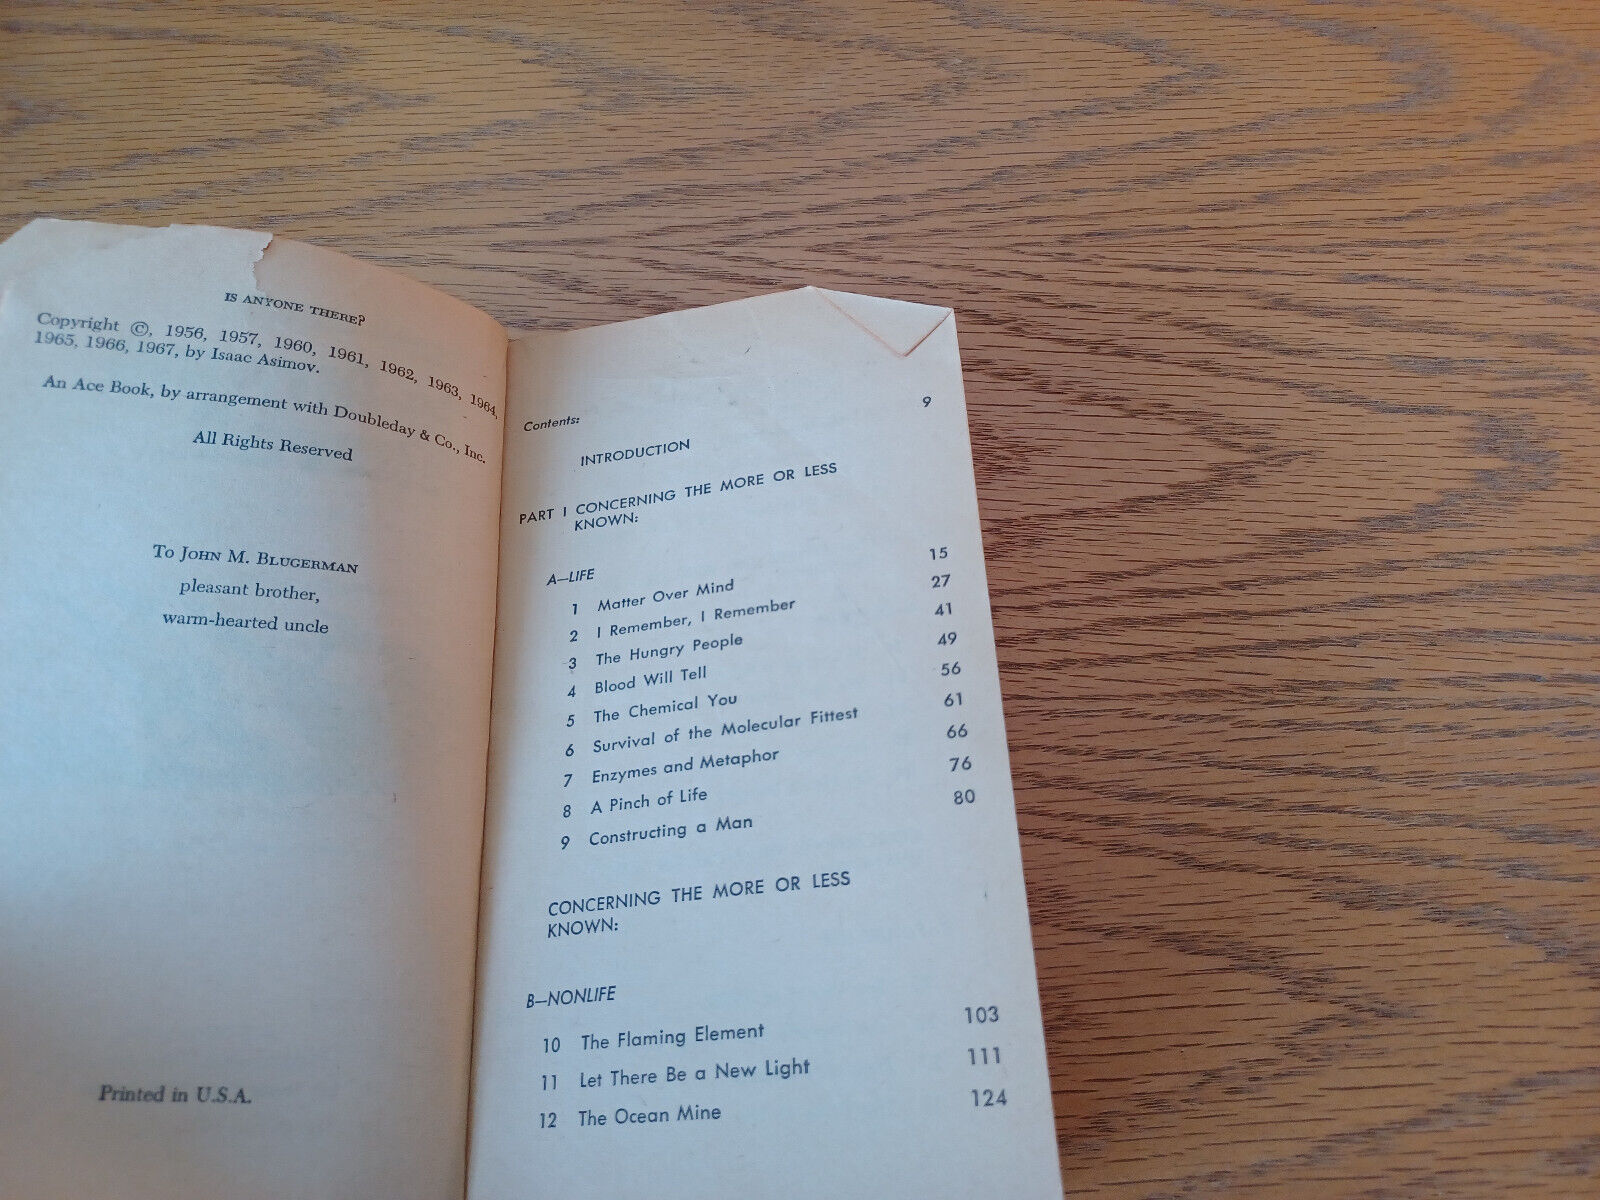 IS ANYONE THERE?
Copyright ©, 1956, 1957, 1960, 1961, 1962, 1963, 1964,
1965, 1966, 1967, by Isaac Asimov.
An Ace Book, by arrangement with Doubleday & Co., Inc.
All Rights Reserved
To John M. Blugerman
pleasant brother,
warm-hearted uncle
Printed in U.S.A.
Contents:
INTRODUCTION 9
PART I CONCERNING THE MORE OR LESS
KNOWN:
A—LIFE
1 Matter Over Mind 15
2 I Remember, I Remember 27
3 The Hungry People 41
4 Blood Will Tell 49
5 The Chemical You 56
6 Survival of the Molecular Fittest 61
7 Enzymes and Metaphor 66
8 A Pinch of Life 76
9 Constructing a Man 80
CONCERNING THE MORE OR LESS
KNOWN:
B—NONLIFE
10 The Flaming Element 103
11 Let There Be a New Light 111
12 The Ocean Mine 124